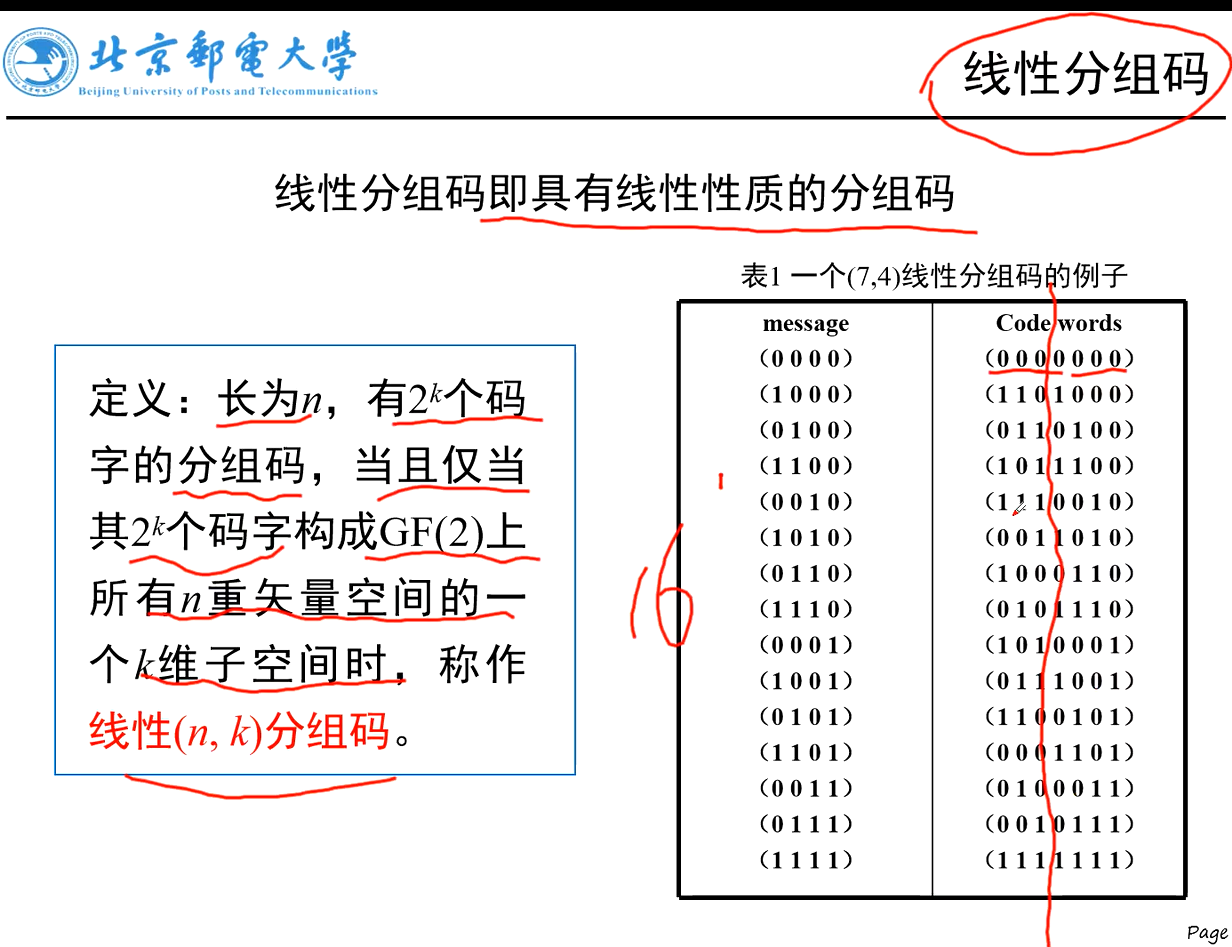 北京郵電大學
Beijing University of Posts and Telecommunications
线性分组码
线性分组码即具有线性性质的分组码
定义：长为n，有2^k个码
字的分组码，当且仅当
其2^k个码字构成GF(2)上
所有n重矢量空间的一
个k维子空间时，称作
线性(n, k)分组码。
表1 一个(7,4)线性分组码的例子
message Code words
（0 0 0 0） （0 0 0 0 0 0 0）
（1 0 0 0） （1 1 0 1 0 0 0）
（0 1 0 0） （0 1 1 0 1 0 0）
（1 1 0 0） （1 0 1 1 1 0 0）
（0 0 1 0） （1 1 1 0 0 1 0）
（1 0 1 0） （0 0 1 1 0 1 0）
（0 1 1 0） （1 0 0 0 1 1 0）
（1 1 1 0） （0 1 0 1 1 1 0）
（0 0 0 1） （1 0 1 0 0 0 1）
（1 0 0 1） （0 1 1 1 0 0 1）
（0 1 0 1） （1 1 0 0 1 0 1）
（1 1 0 1） （0 0 0 1 1 0 1）
（0 0 1 1） （0 1 0 0 0 1 1）
（0 1 1 1） （0 0 1 0 1 1 1）
（1 1 1 1） （1 1 1 1 1 1 1）
16
Page